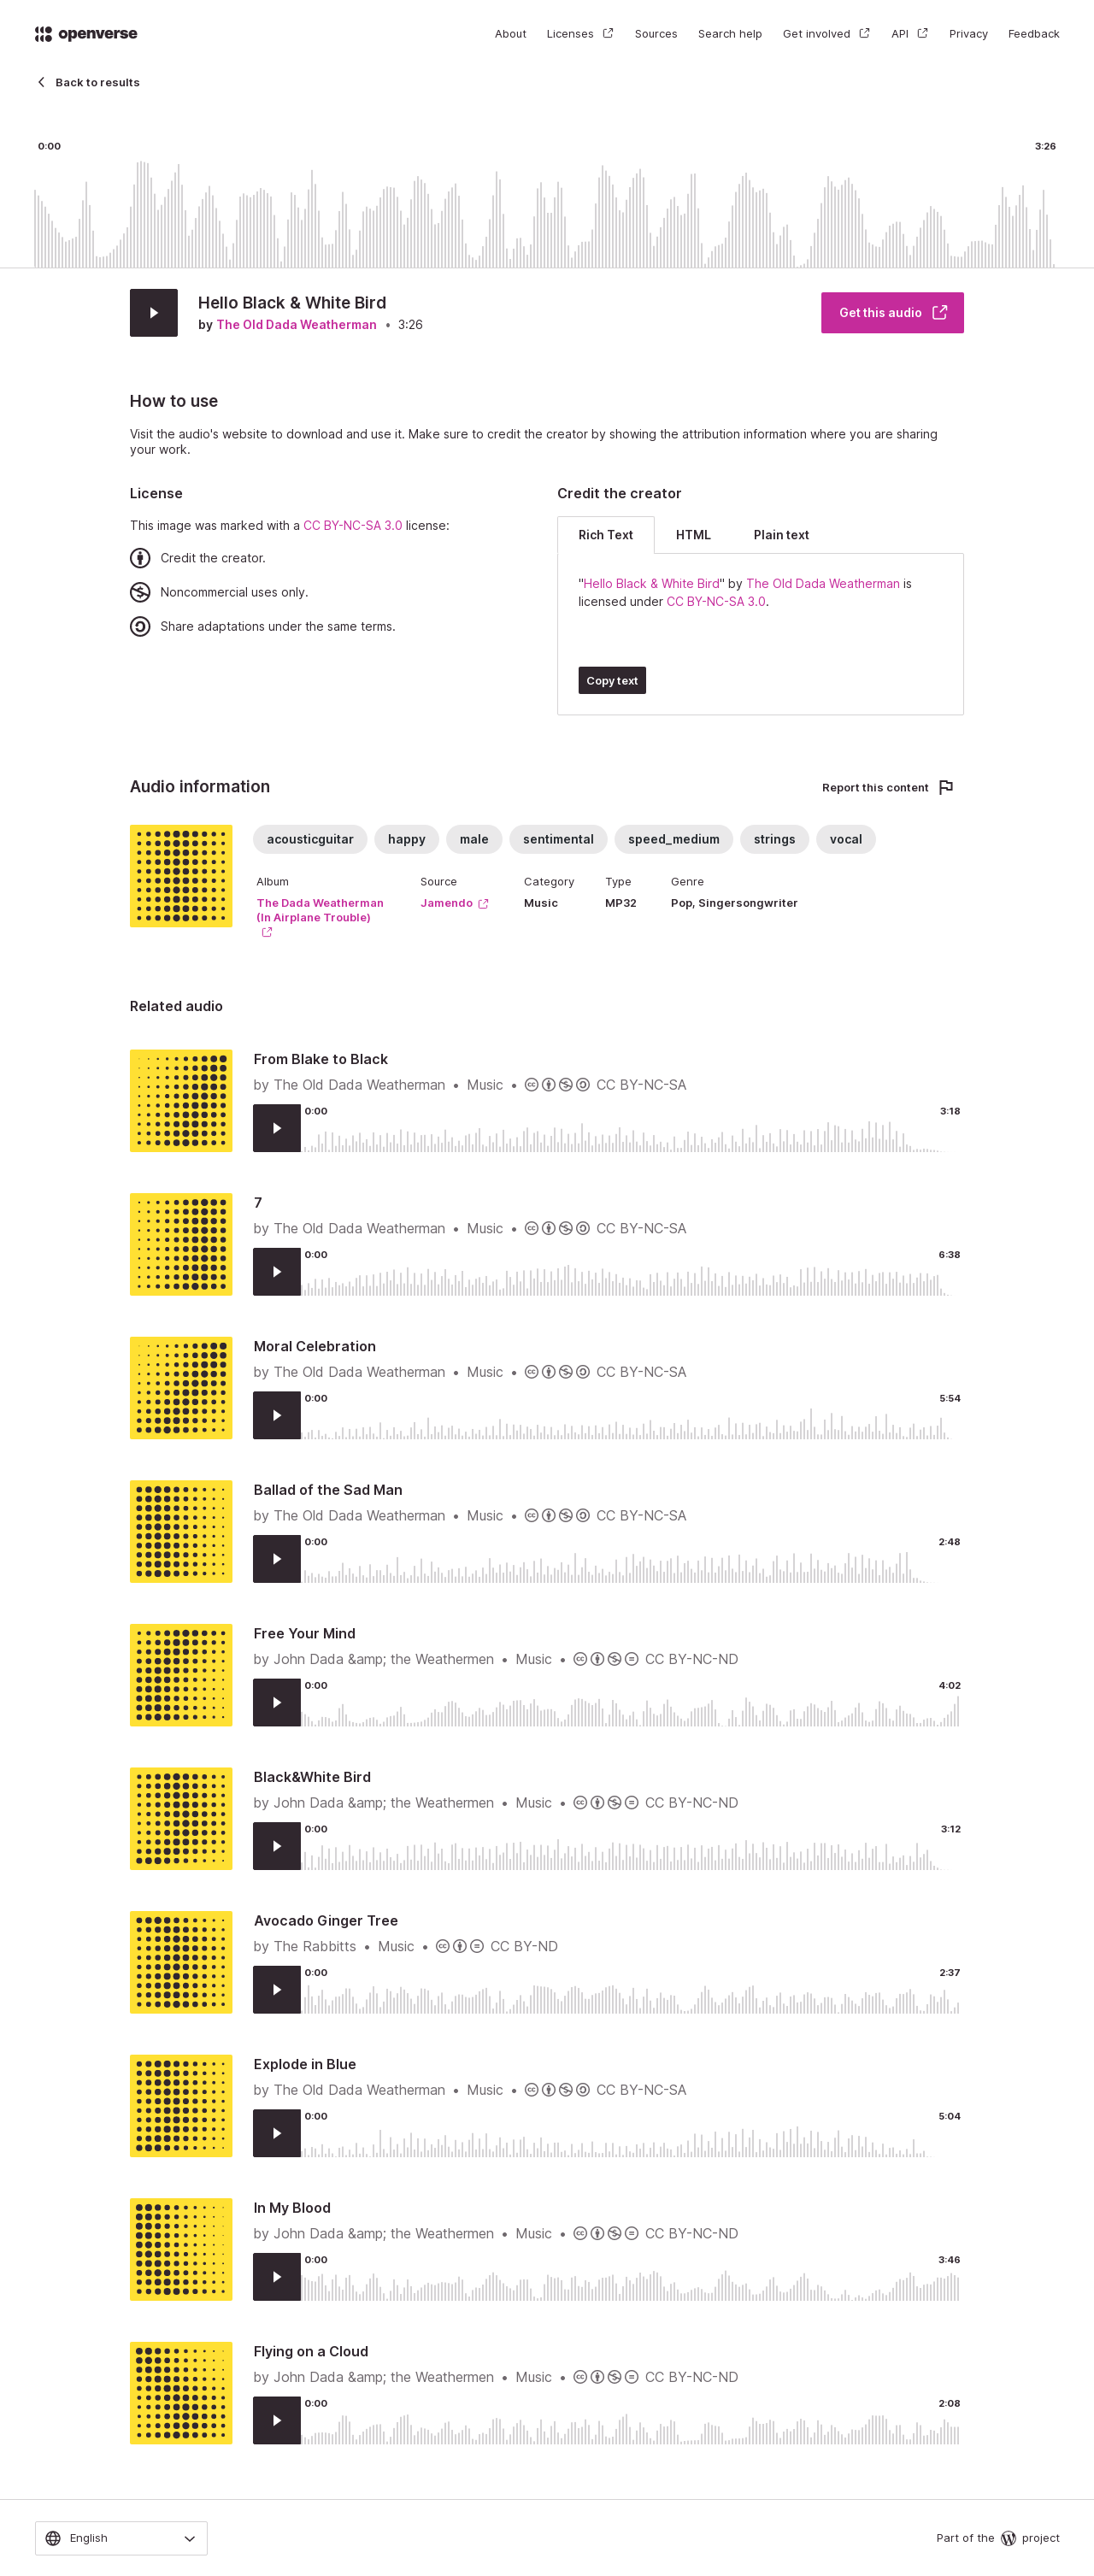 openverse
About Licenses Sources Search help Get involved API Privacy Feedback
Back to results
0:00 3:26
Hello Black & White Bird
by The Old Dada Weatherman • 3:26
Get this audio
How to use
Visit the audio's website to download and use it. Make sure to credit the creator by showing the attribution information where you are sharing
your work.
License
This image was marked with a CC BY-NC-SA 3.0 license:
Credit the creator.
Noncommercial uses only.
Share adaptations under the same terms.
Credit the creator
Rich Text HTML Plain text
"Hello Black & White Bird" by The Old Dada Weatherman is
licensed under CC BY-NC-SA 3.0.
Copy text
Audio information
Report this content
acousticguitar happy male sentimental speed_medium strings vocal
Album Source Category Type Genre
The Dada Weatherman Jamendo Music MP32 Pop, Singersongwriter
(In Airplane Trouble)
Related audio
From Blake to Black
by The Old Dada Weatherman • Music • CC BY-NC-SA
0:00 3:18
7
by The Old Dada Weatherman • Music • CC BY-NC-SA
0:00 6:38
Moral Celebration
by The Old Dada Weatherman • Music • CC BY-NC-SA
0:00 5:54
Ballad of the Sad Man
by The Old Dada Weatherman • Music • CC BY-NC-SA
0:00 2:48
Free Your Mind
by John Dada &amp; the Weathermen • Music • CC BY-NC-ND
0:00 4:02
Black&White Bird
by John Dada &amp; the Weathermen • Music • CC BY-NC-ND
0:00 3:12
Avocado Ginger Tree
by The Rabbitts • Music • CC BY-ND
0:00 2:37
Explode in Blue
by The Old Dada Weatherman • Music • CC BY-NC-SA
0:00 5:04
In My Blood
by John Dada &amp; the Weathermen • Music • CC BY-NC-ND
0:00 3:46
Flying on a Cloud
by John Dada &amp; the Weathermen • Music • CC BY-NC-ND
0:00 2:08
English
Part of the project